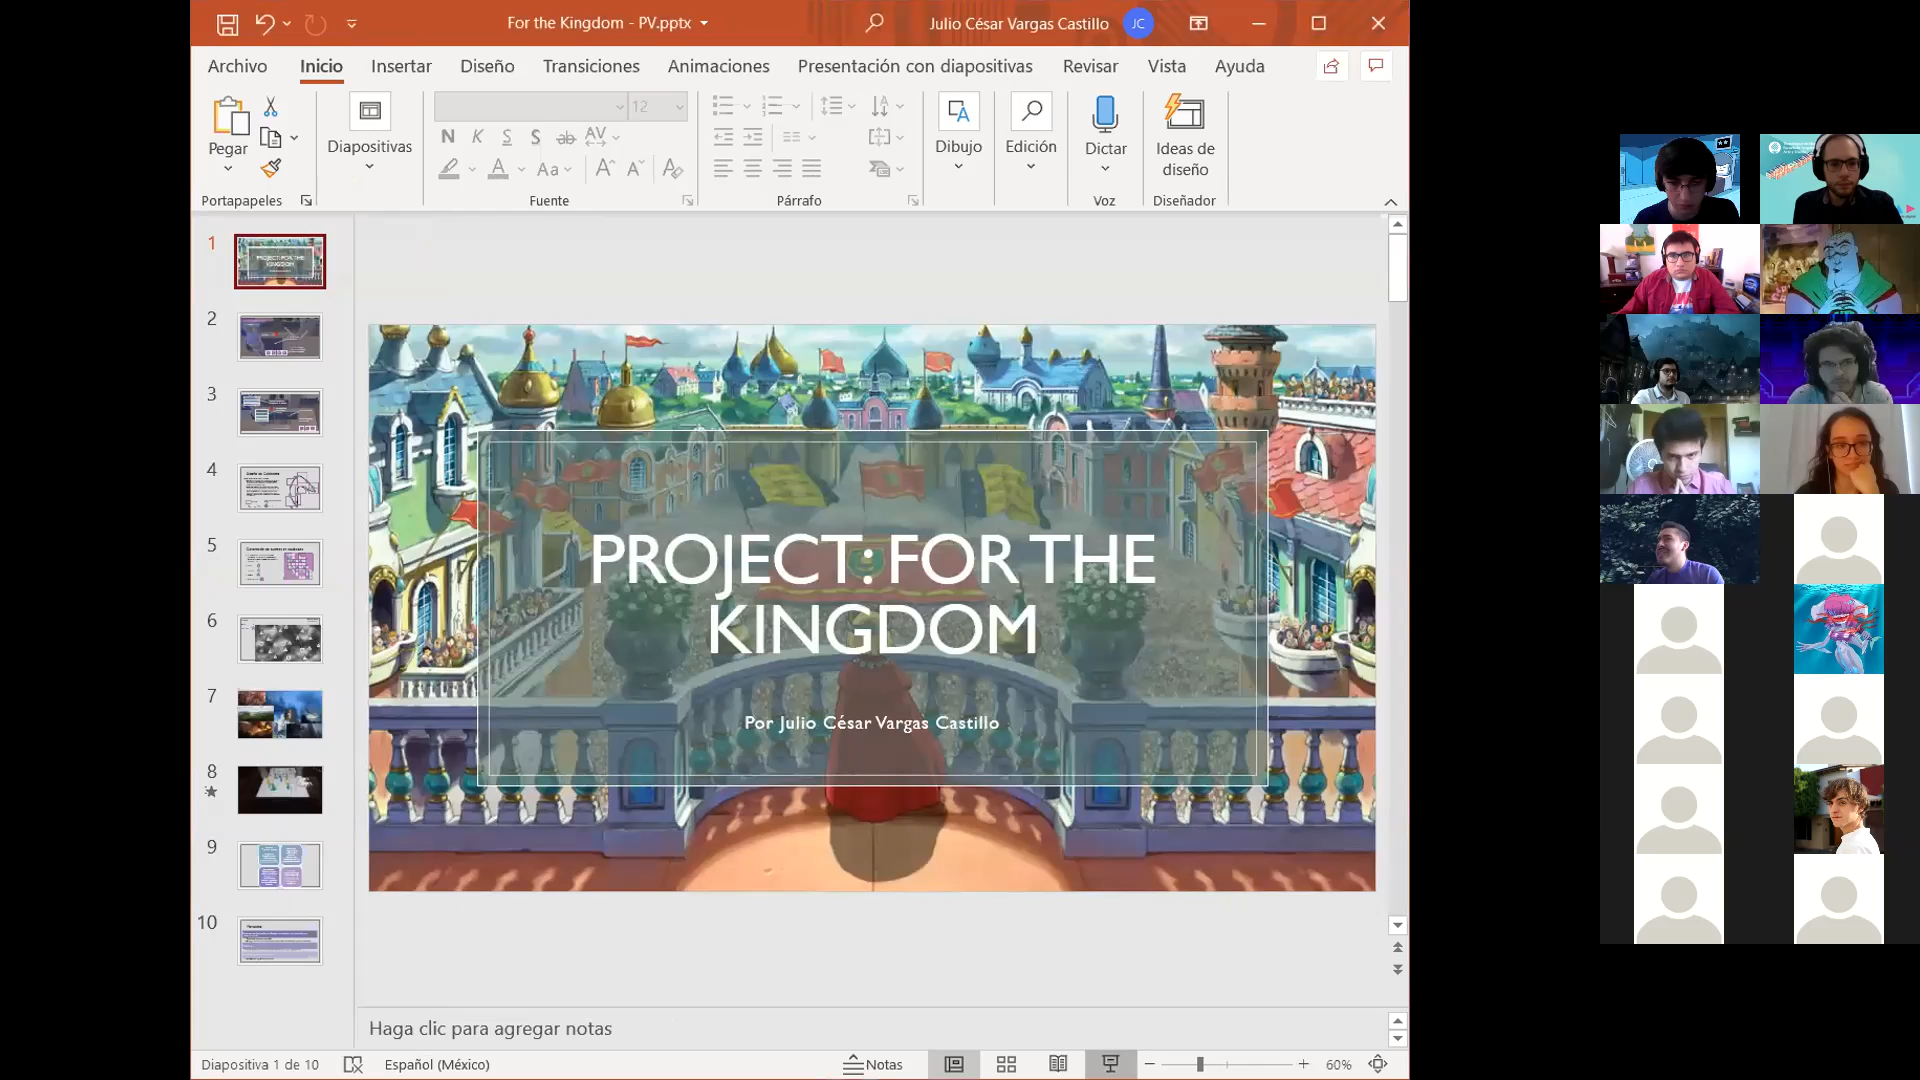 For the Kingdom - PV.pptx
Julio César Vargas Castillo
JC
Archivo
Inicio
Insertar
Diseño
Transiciones
Animaciones
Presentación con diapositivas
Revisar
Vista
Ayuda
Pegar
Diapositivas
12
N K S S ab AV
A Aa A A A
Dibujo
Edición
Dictar
Ideas de
diseño
Portapapeles
Fuente
Párrafo
Voz
Diseñador
1
2
3
4
5
6
7
8
9
10
PROJECT: FOR THE
KINGDOM
Por Julio César Vargas Castillo
Haga clic para agregar notas
Diapositiva 1 de 10
Español (México)
Notas
60%